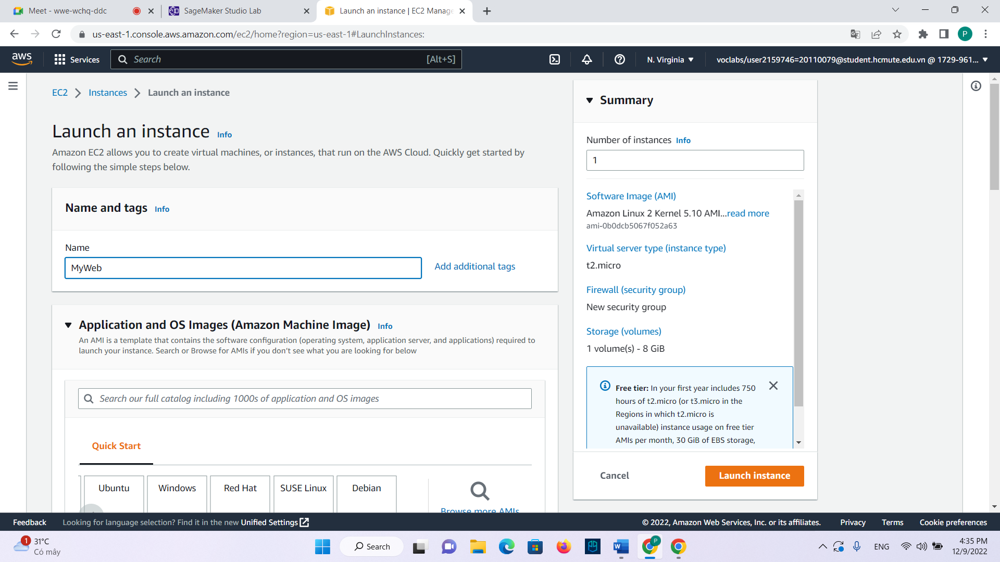 Meet - wwe-wchq-ddc
SageMaker Studio Lab
Launch an instance | EC2 Manage
us-east-1.console.aws.amazon.com/ec2/home?region=us-east-1#LaunchInstances:
P
aws
Services
Search
[Alt+S]
N. Virginia
voclabs/user2159746=20110079@student.hcmute.edu.vn @ 1729-961...
EC2
Instances
Launch an instance
Launch an instance Info
Amazon EC2 allows you to create virtual machines, or instances, that run on the AWS Cloud. Quickly get started by
following the simple steps below.
Name and tags Info
Name
MyWeb
Add additional tags
Application and OS Images (Amazon Machine Image) Info
An AMI is a template that contains the software configuration (operating system, application server, and applications) required to
launch your instance. Search or Browse for AMIs if you don't see what you are looking for below
Search our full catalog including 1000s of application and OS images
Quick Start
Ubuntu
Windows
Red Hat
SUSE Linux
Debian
Browse more AMIs
Summary
Number of instances Info
1
Software Image (AMI)
Amazon Linux 2 Kernel 5.10 AMI...read more
ami-0b0dcb5067f052a63
Virtual server type (instance type)
t2.micro
Firewall (security group)
New security group
Storage (volumes)
1 volume(s) - 8 GiB
Free tier: In your first year includes 750
hours of t2.micro (or t3.micro in the
Regions in which t2.micro is
unavailable) instance usage on free tier
AMIs per month, 30 GiB of EBS storage,
Cancel
Launch instance
Feedback
Looking for language selection? Find it in the new Unified Settings
© 2022, Amazon Web Services, Inc. or its affiliates.
Privacy
Terms
Cookie preferences
1
31°C
Có mây
Search
P
ENG
4:35 PM
12/9/2022